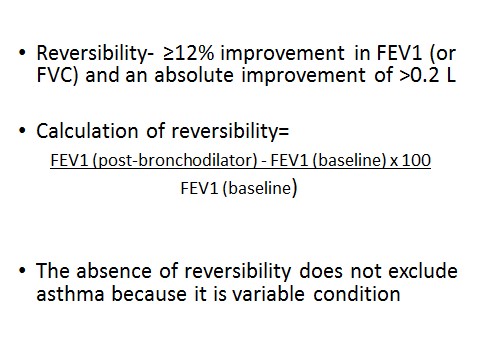 • Reversibility- ≥12% improvement in FEV1 (or
FVC) and an absolute improvement of >0.2 L
• Calculation of reversibility=
FEV1 (post-bronchodilator) - FEV1 (baseline) x 100
FEV1 (baseline)
• The absence of reversibility does not exclude
asthma because it is variable condition